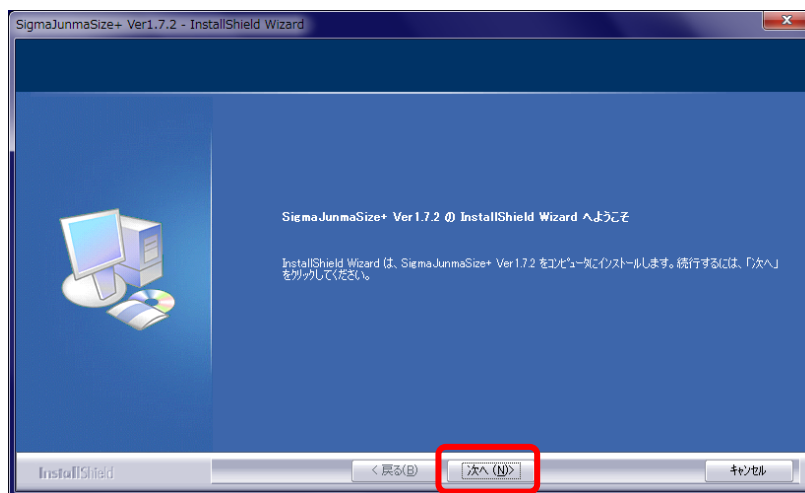 SigmaJunmaSize+ Ver1.7.2 - InstallShield Wizard
SigmaJunmaSize+ Ver1.7.2 の InstallShield Wizard へようこそ
InstallShield Wizard は、SigmaJunmaSize+ Ver1.7.2 をコンピュータにインストールします。続行するには、「次へ」
をクリックしてください。
InstallShield
< 戻る(B)
次へ (N)>
キャンセル